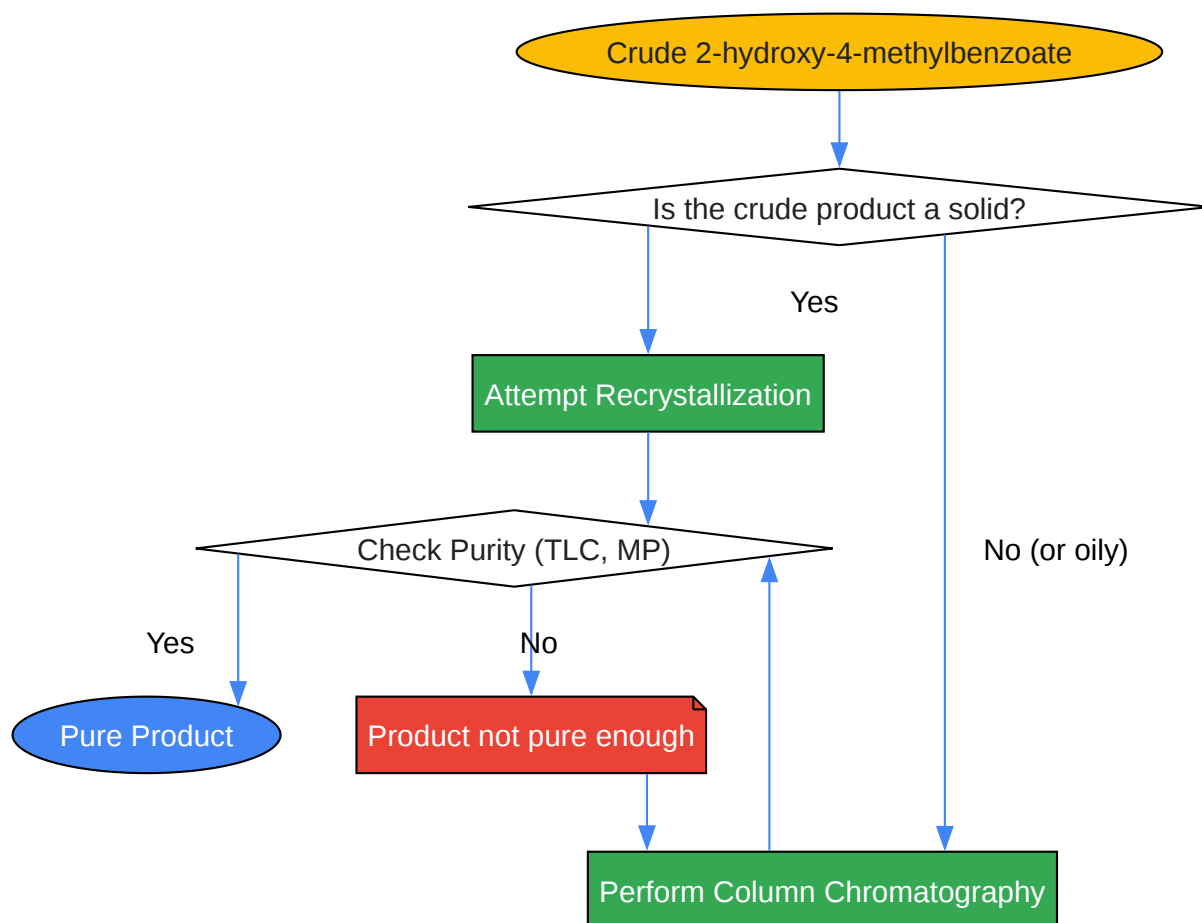 Crude 2-hydroxy-4-methylbenzoate
Is the crude product a solid?
Yes
Attempt Recrystallization
Check Purity (TLC, MP)
No (or oily)
Yes
No
Pure Product
Product not pure enough
Perform Column Chromatography